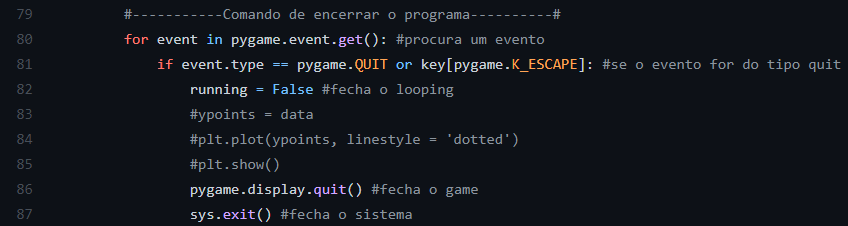 79 #-----------Comando de encerrar o programa----------#
80 for event in pygame.event.get(): #procura um evento
81 if event.type == pygame.QUIT or key[pygame.K_ESCAPE]: #se o evento for do tipo quit
82 running = False #fecha o looping
83 #ypoints = data
84 #plt.plot(ypoints, linestyle = 'dotted')
85 #plt.show()
86 pygame.display.quit() #fecha o game
87 sys.exit() #fecha o sistema